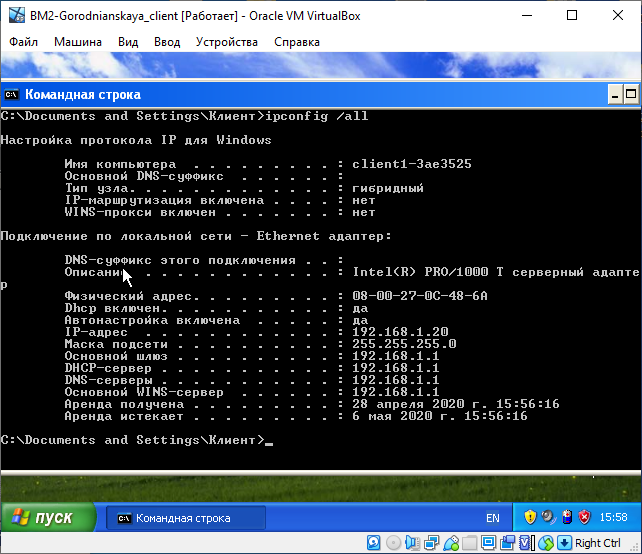 BM2-Gorodnianskaya_client [Работает] - Oracle VM VirtualBox
Файл Машина Вид Ввод Устройства Справка
Командная строка
C:\Documents and Settings\Клиент>ipconfig /all
Настройка протокола IP для Windows
Имя компьютера . . . . . . . . . : client1-3ae3525
Основной DNS-суффикс . . . . . . :
Тип узла. . . . . . . . . . . . . : гибридный
IP-маршрутизация включена . . . . : нет
WINS-прокси включен . . . . . . . : нет
Подключение по локальной сети - Ethernet адаптер:
DNS-суффикс этого подключения . . :
Описание . . . . . . . . . . . . : Intel(R) PRO/1000 T серверный адапте
р
Физический адрес. . . . . . . . . : 08-00-27-0C-48-6A
Dhcp включен. . . . . . . . . . . : да
Автонастройка включена . . . . . : да
IP-адрес . . . . . . . . . . . . : 192.168.1.20
Маска подсети . . . . . . . . . . : 255.255.255.0
Основной шлюз . . . . . . . . . . : 192.168.1.1
DHCP-сервер . . . . . . . . . . . : 192.168.1.1
DNS-серверы . . . . . . . . . . . : 192.168.1.1
Основной WINS-сервер . . . . . . : 192.168.1.1
Аренда получена . . . . . . . . . : 28 апреля 2020 г. 15:56:16
Аренда истекает . . . . . . . . . : 6 мая 2020 г. 15:56:16
C:\Documents and Settings\Клиент>_
пуск Командная строка EN 15:58
Right Ctrl